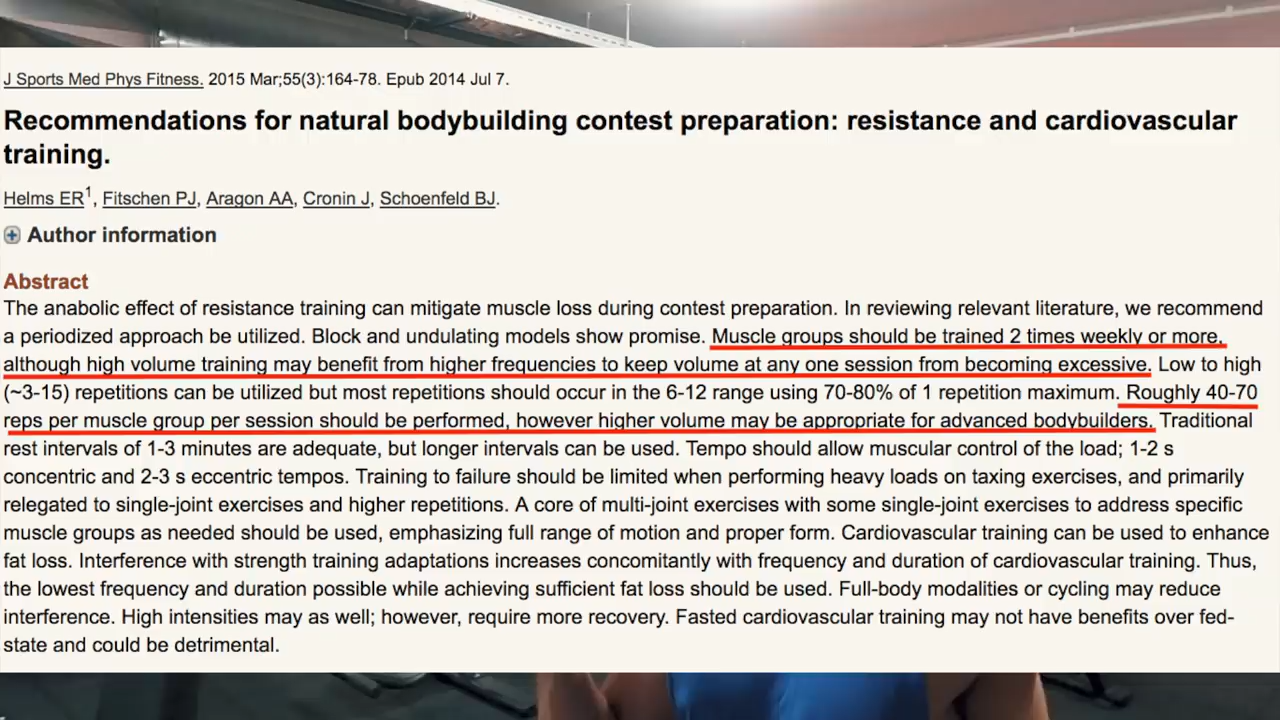 J Sports Med Phys Fitness. 2015 Mar;55(3):164-78. Epub 2014 Jul 7.
Recommendations for natural bodybuilding contest preparation: resistance and cardiovascular
training.
Helms ER1, Fitschen PJ, Aragon AA, Cronin J, Schoenfeld BJ.
Author information
Abstract
The anabolic effect of resistance training can mitigate muscle loss during contest preparation. In reviewing relevant literature, we recommend
a periodized approach be utilized. Block and undulating models show promise. Muscle groups should be trained 2 times weekly or more,
although high volume training may benefit from higher frequencies to keep volume at any one session from becoming excessive. Low to high
(~3-15) repetitions can be utilized but most repetitions should occur in the 6-12 range using 70-80% of 1 repetition maximum. Roughly 40-70
reps per muscle group per session should be performed, however higher volume may be appropriate for advanced bodybuilders. Traditional
rest intervals of 1-3 minutes are adequate, but longer intervals can be used. Tempo should allow muscular control of the load; 1-2 s
concentric and 2-3 s eccentric tempos. Training to failure should be limited when performing heavy loads on taxing exercises, and primarily
relegated to single-joint exercises and higher repetitions. A core of multi-joint exercises with some single-joint exercises to address specific
muscle groups as needed should be used, emphasizing full range of motion and proper form. Cardiovascular training can be used to enhance
fat loss. Interference with strength training adaptations increases concomitantly with frequency and duration of cardiovascular training. Thus,
the lowest frequency and duration possible while achieving sufficient fat loss should be used. Full-body modalities or cycling may reduce
interference. High intensities may as well; however, require more recovery. Fasted cardiovascular training may not have benefits over fed-
state and could be detrimental.